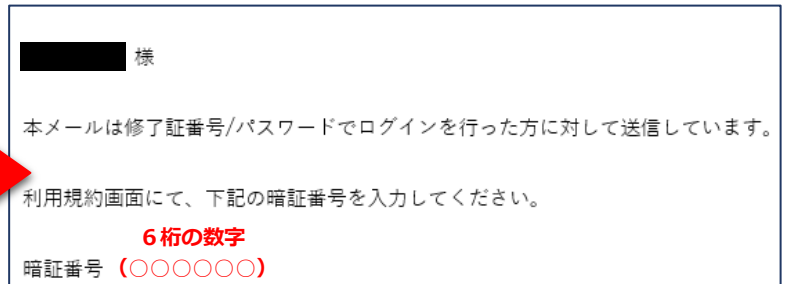 様
本メールは修了証番号/パスワードでログインを行った方に対して送信しています。
利用規約画面にて、下記の暗証番号を入力してください。
６桁の数字
暗証番号（○○○○○○）